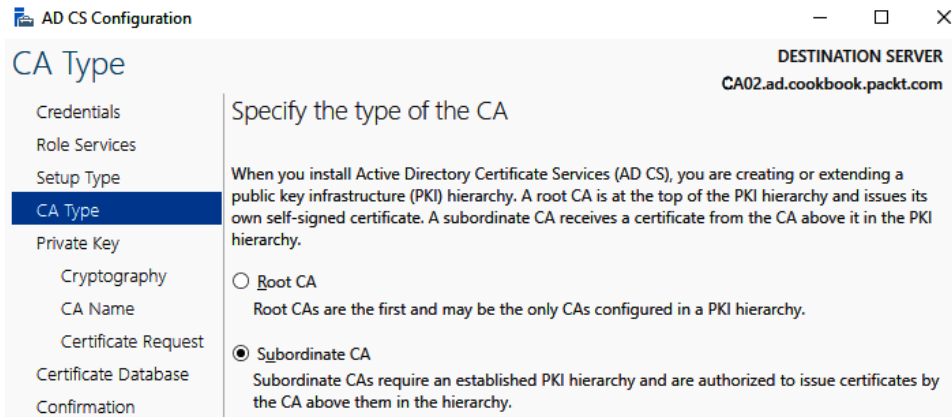 AD CS Configuration
CA Type
DESTINATION SERVER
CA02.ad.cookbook.packt.com
Credentials
Role Services
Setup Type
CA Type
Private Key
Cryptography
CA Name
Certificate Request
Certificate Database
Confirmation
Specify the type of the CA
When you install Active Directory Certificate Services (AD CS), you are creating or extending a
public key infrastructure (PKI) hierarchy. A root CA is at the top of the PKI hierarchy and issues its
own self-signed certificate. A subordinate CA receives a certificate from the CA above it in the PKI
hierarchy.
Root CA
Root CAs are the first and may be the only CAs configured in a PKI hierarchy.
Subordinate CA
Subordinate CAs require an established PKI hierarchy and are authorized to issue certificates by
the CA above them in the hierarchy.